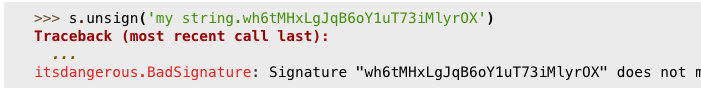 >>> s.unsign('my string.wh6tMHxLgJqB6oY1uT73iMlyrOX')
Traceback (most recent call last):
...
itsdangerous.BadSignature: Signature "wh6tMHxLgJqB6oY1uT73iMlyrOX" does not